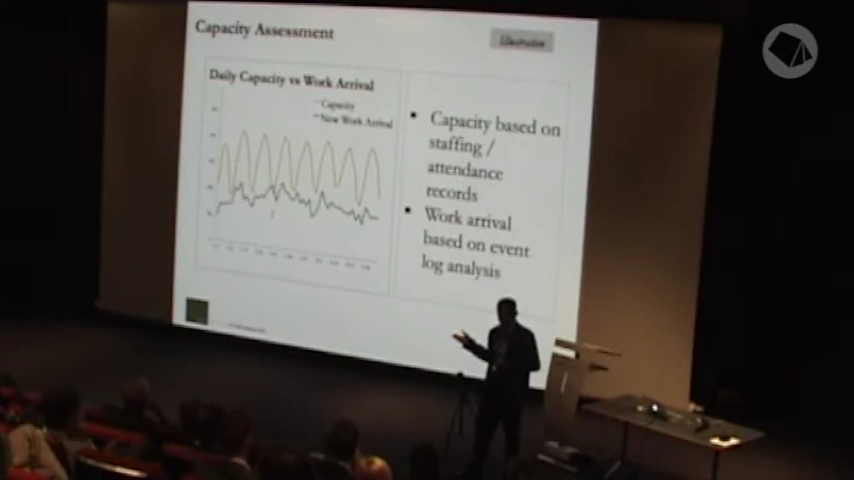 Capacity Assessment
Illustrative
Daily Capacity vs Work Arrival
Capacity
New Work Arrival
▪ Capacity based on
staffing /
attendance
records
▪ Work arrival
based on event
log analysis